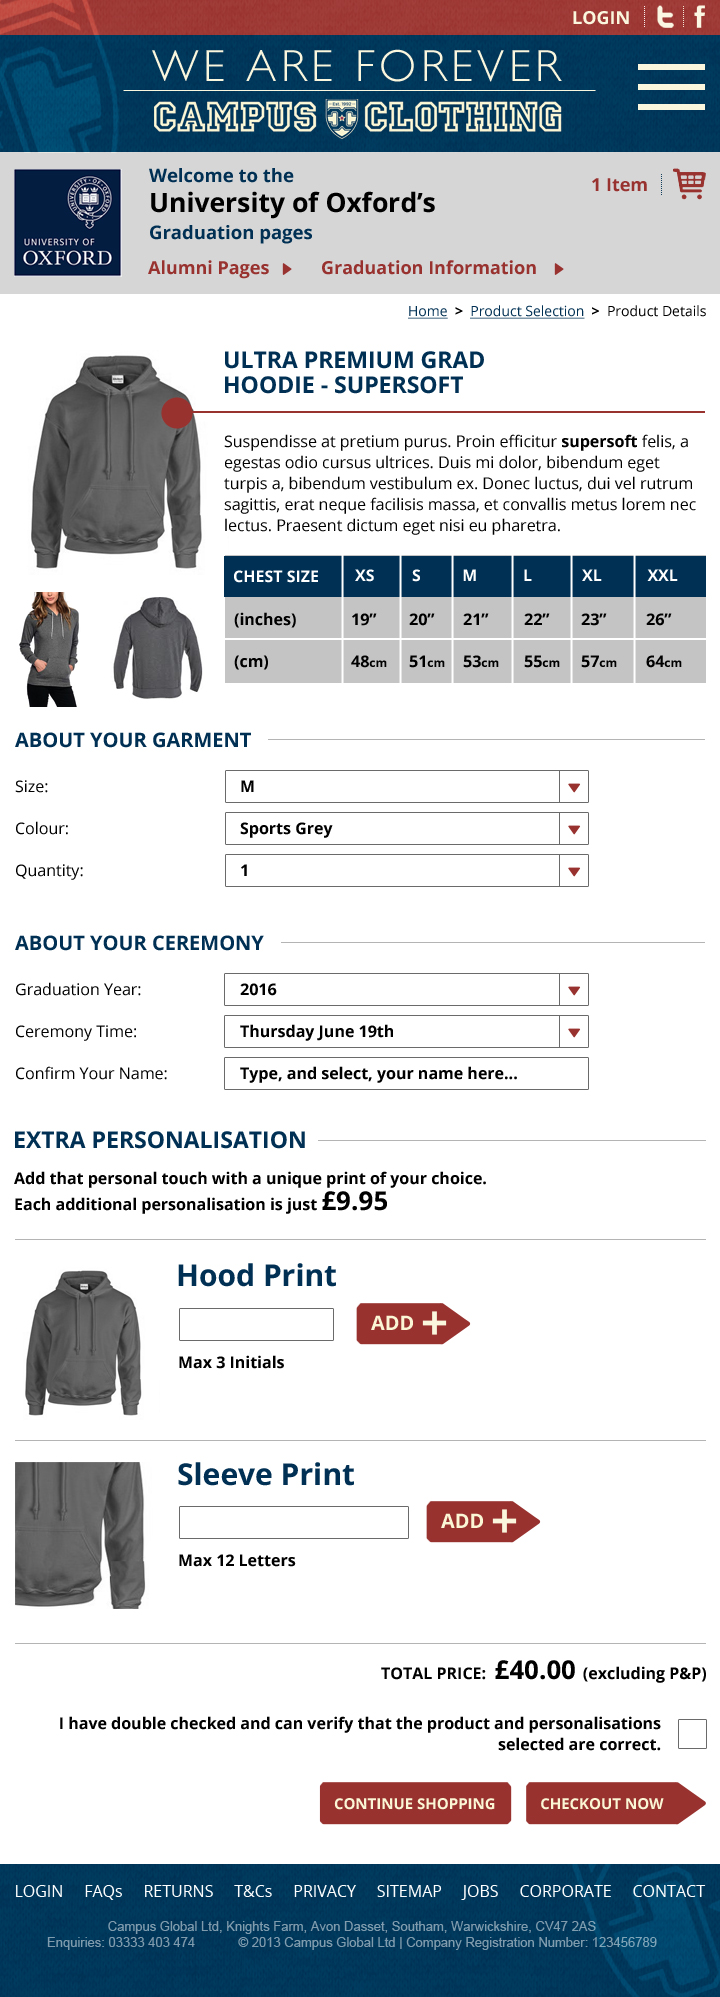 LOGIN
WE ARE FOREVER
CAMPUS CLOTHING
Welcome to the
University of Oxford’s
Graduation pages
1 Item
UNIVERSITY OF
OXFORD
Alumni Pages
Graduation Information
Home > Product Selection > Product Details
ULTRA PREMIUM GRAD
HOODIE - SUPERSOFT
Suspendisse at pretium purus. Proin efficitur supersoft felis, a
egestas odio cursus ultrices. Duis mi dolor, bibendum eget
turpis a, bibendum vestibulum ex. Donec luctus, dui vel rutrum
sagittis, erat neque facilisis massa, et convallis metus lorem nec
lectus. Praesent dictum eget nisi eu pharetra.
CHEST SIZE XS S M L XL XXL
(inches) 19” 20” 21” 22” 23” 26”
(cm) 48cm 51cm 53cm 55cm 57cm 64cm
ABOUT YOUR GARMENT
Size: M
Colour: Sports Grey
Quantity: 1
ABOUT YOUR CEREMONY
Graduation Year: 2016
Ceremony Time: Thursday June 19th
Confirm Your Name: Type, and select, your name here...
EXTRA PERSONALISATION
Add that personal touch with a unique print of your choice.
Each additional personalisation is just £9.95
Hood Print
ADD +
Max 3 Initials
Sleeve Print
ADD +
Max 12 Letters
TOTAL PRICE: £40.00 (excluding P&P)
I have double checked and can verify that the product and personalisations
selected are correct.
CONTINUE SHOPPING
CHECKOUT NOW
LOGIN FAQs RETURNS T&Cs PRIVACY SITEMAP JOBS CORPORATE CONTACT
Campus Global Ltd, Knights Farm, Avon Dasset, Southam, Warwickshire, CV47 2AS
Enquiries: 03333 403 474 © 2013 Campus Global Ltd | Company Registration Number: 123456789